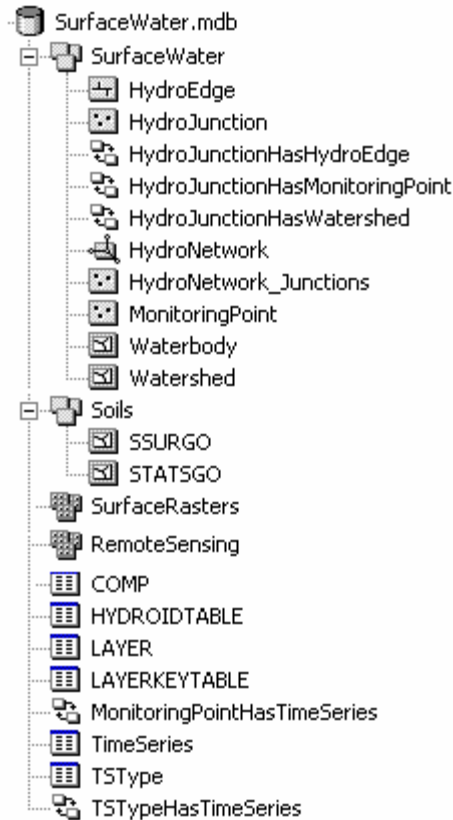 SurfaceWater.mdb
SurfaceWater
HydroEdge
HydroJunction
HydroJunctionHasHydroEdge
HydroJunctionHasMonitoringPoint
HydroJunctionHasWatershed
HydroNetwork
HydroNetwork_Junctions
MonitoringPoint
Waterbody
Watershed
Soils
SSURGO
STATSGO
SurfaceRasters
RemoteSensing
COMP
HYDROIDTABLE
LAYER
LAYERKEYTABLE
MonitoringPointHasTimeSeries
TimeSeries
TSType
TSTypeHasTimeSeries